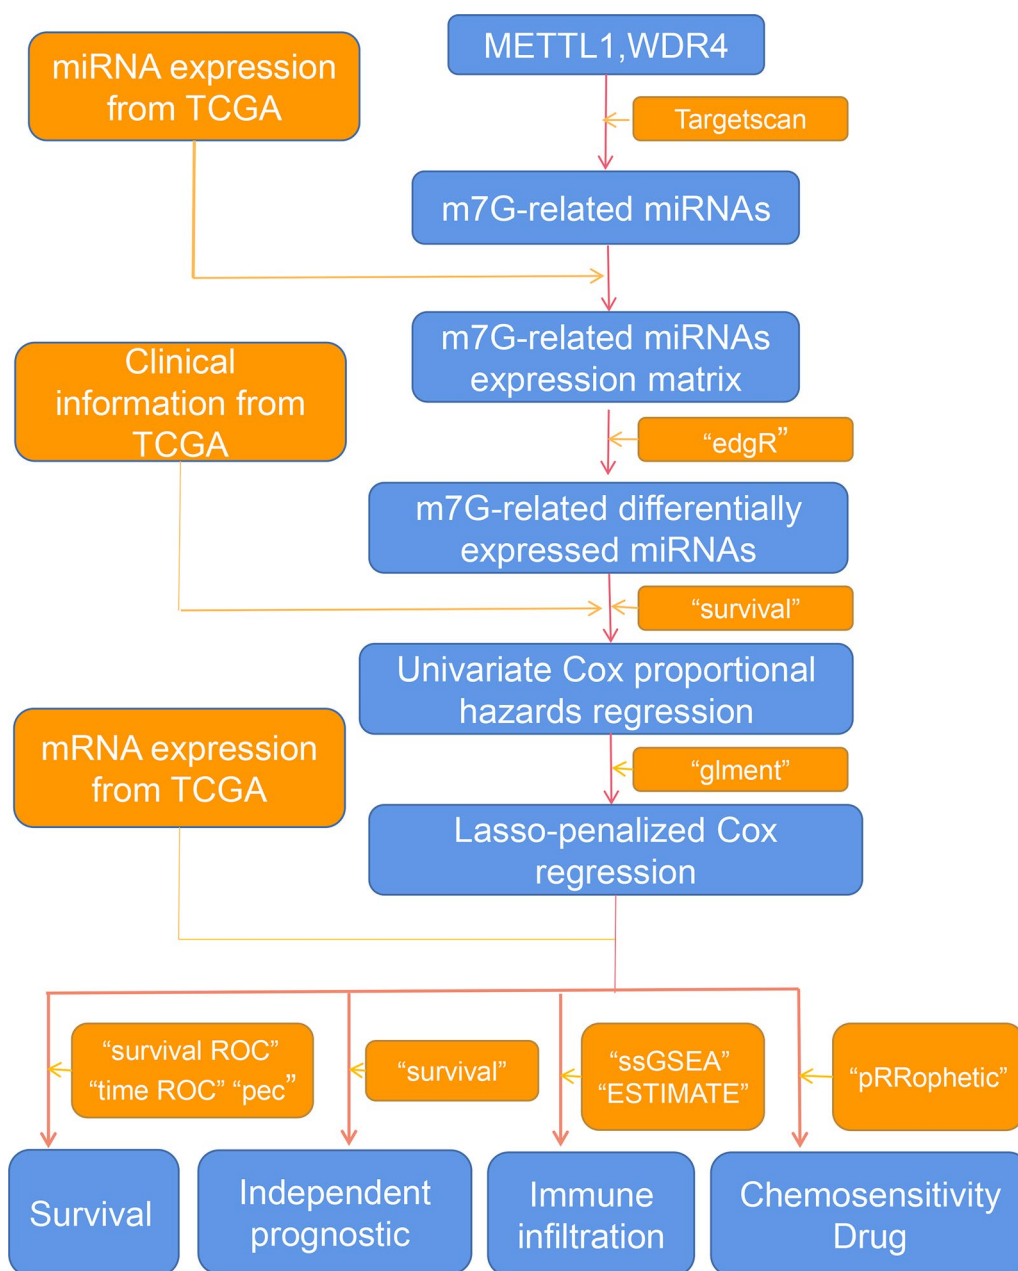 miRNA expression
from TCGA
METTL1,WDR4
Targetscan
m7G-related miRNAs
m7G-related miRNAs
expression matrix
Clinical
information from
TCGA
“edgR”
m7G-related differentially
expressed miRNAs
“survival”
Univariate Cox proportional
hazards regression
mRNA expression
from TCGA
“glment”
Lasso-penalized Cox
regression
“survival ROC”
“time ROC” “pec”
“survival”
“ssGSEA”
“ESTIMATE”
“pRRophetic”
Survival
Independent
prognostic
Immune
infiltration
Chemosensitivity
Drug